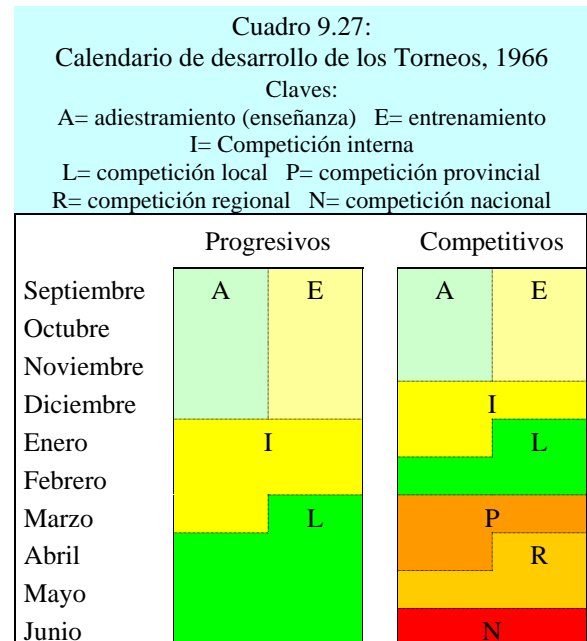 Cuadro 9.27:
Calendario de desarrollo de los Torneos, 1966
Claves:
A= adiestramiento (enseñanza) E= entrenamiento
I= Competición interna
L= competición local P= competición provincial
R= competición regional N= competición nacional
Progresivos Competitivos
Septiembre A E A E
Octubre
Noviembre
Diciembre I
Enero I L
Febrero
Marzo L P
Abril R
Mayo
Junio N